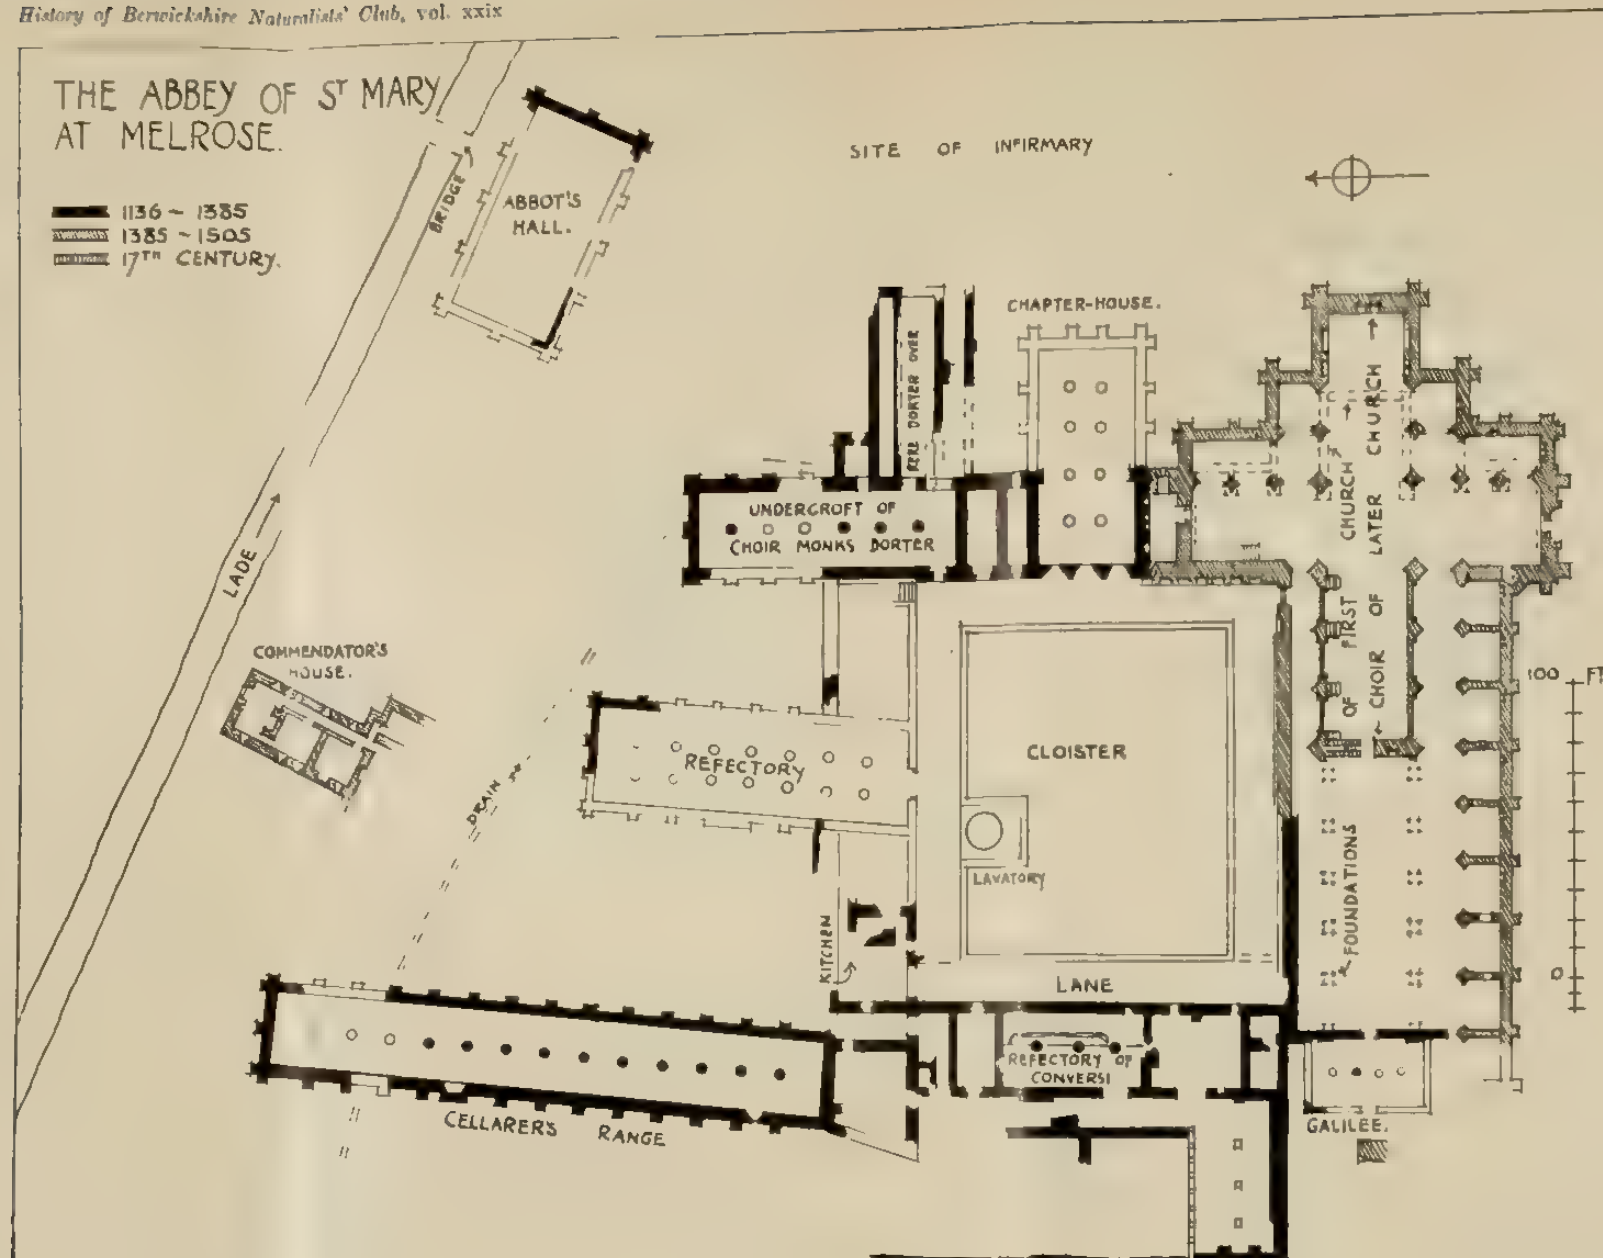 History of Berwickshire Naturalists' Club, vol. xxix
THE ABBEY OF Sᵀ MARY
AT MELROSE.
1136 ~ 1385
1385 ~ 1505
17ᵀᴴ CENTURY.
BRIDGE
ABBOT'S
HALL.
SITE OF INFIRMARY
CHAPTER-HOUSE.
RERE DORTER OVER
UNDERCROFT OF
CHOIR MONKS DORTER
LADE
COMMENDATOR'S
HOUSE.
DRAIN
REFECTORY
CLOISTER
LAVATORY
KITCHEN
LANE
FOUNDATIONS OF FIRST CHURCH
CHOIR OF LATER CHURCH
100 FT
0
REFECTORY OF
CONVERSI
CELLARER'S RANGE
GALILEE.